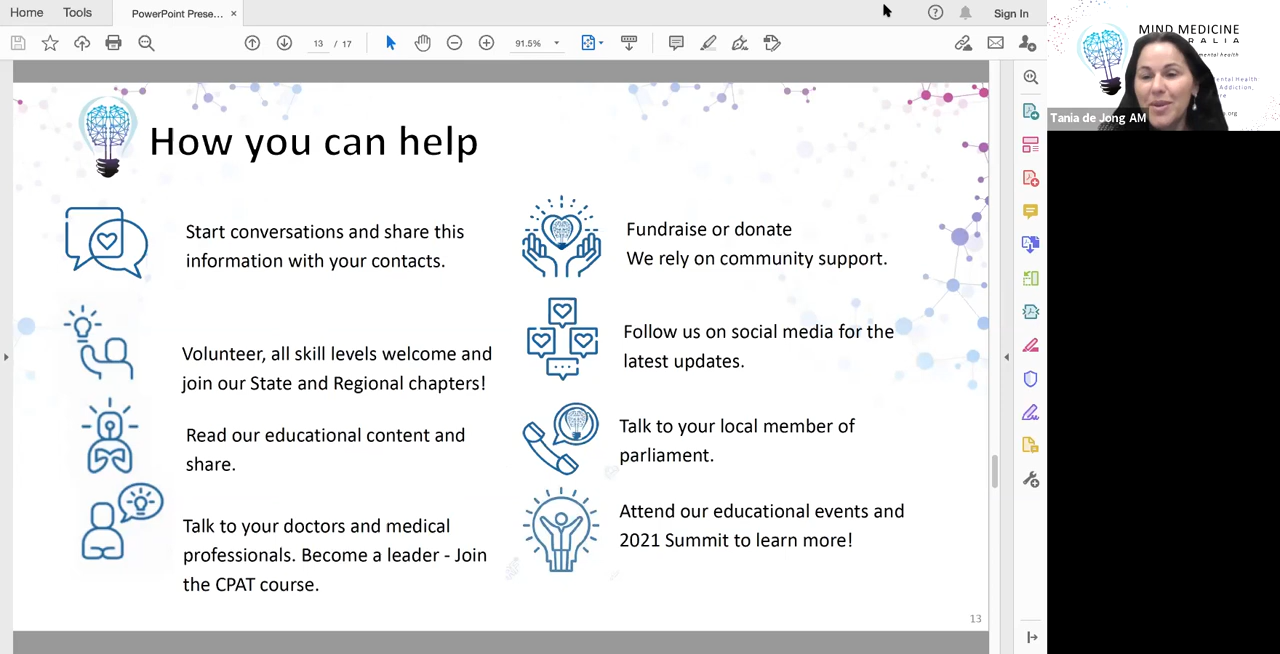 Home
Tools
PowerPoint Prese...
×
Sign In
13 / 17
91.5%
MIND MEDICINE
mental health
Mental Health
Addiction,
Tania de Jong AM
How you can help
Start conversations and share this
information with your contacts.
Volunteer, all skill levels welcome and
join our State and Regional chapters!
Read our educational content and
share.
Talk to your doctors and medical
professionals. Become a leader - Join
the CPAT course.
Fundraise or donate
We rely on community support.
Follow us on social media for the
latest updates.
Talk to your local member of
parliament.
Attend our educational events and
2021 Summit to learn more!
13